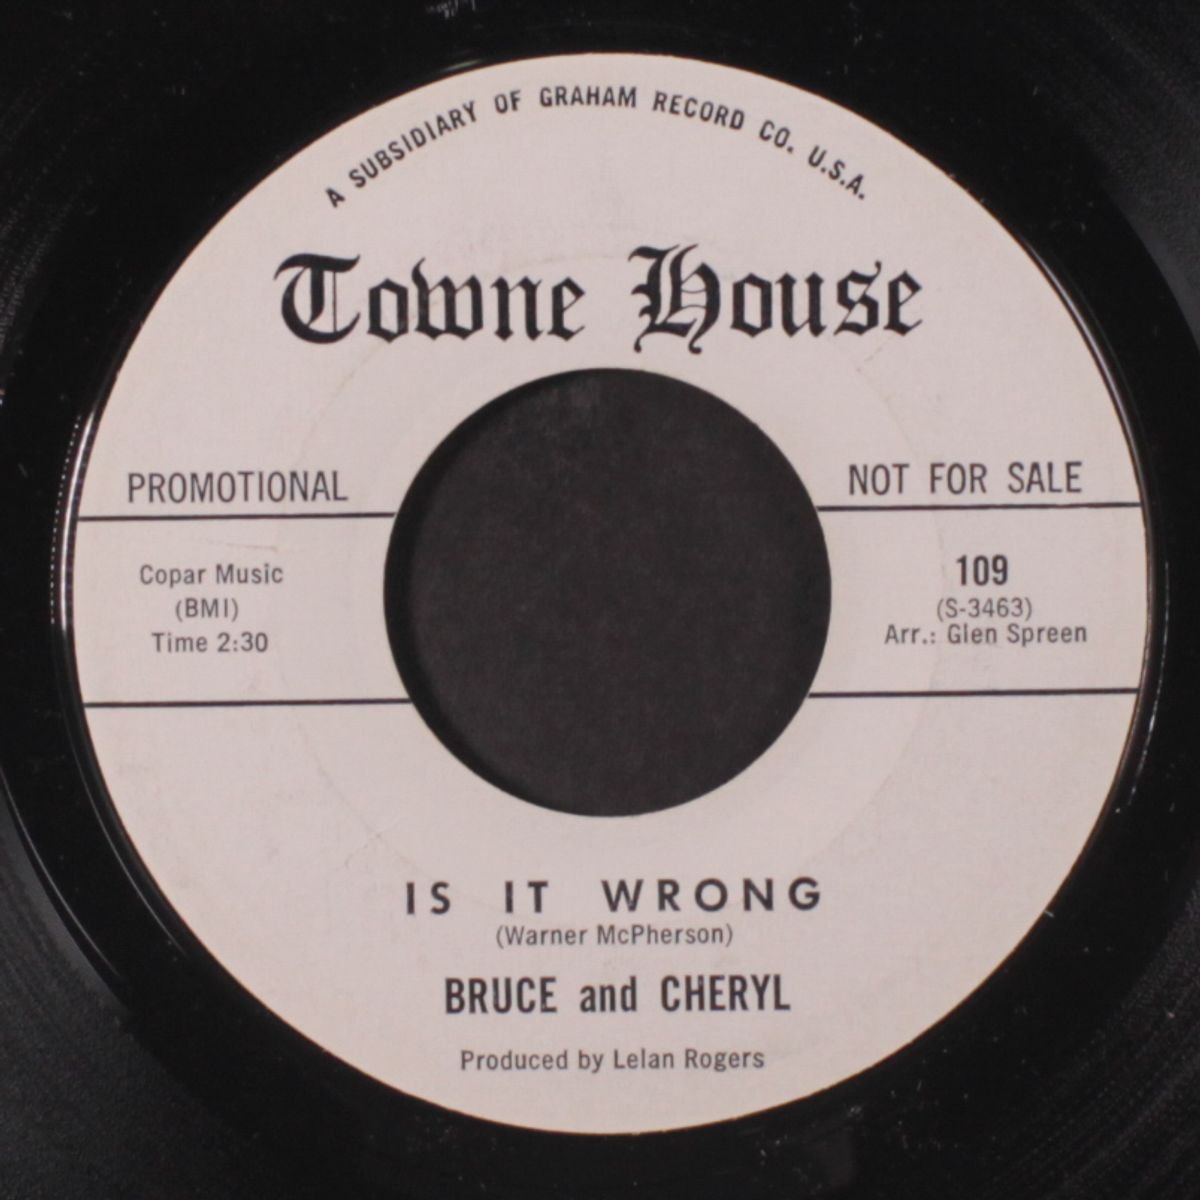 A SUBSIDIARY OF GRAHAM RECORD CO. U.S.A.
Towne House
PROMOTIONAL
NOT FOR SALE
Copar Music
(BMI)
Time 2:30
109
(S-3463)
Arr.: Glen Spreen
IS IT WRONG
(Warner McPherson)
BRUCE and CHERYL
Produced by Lelan Rogers